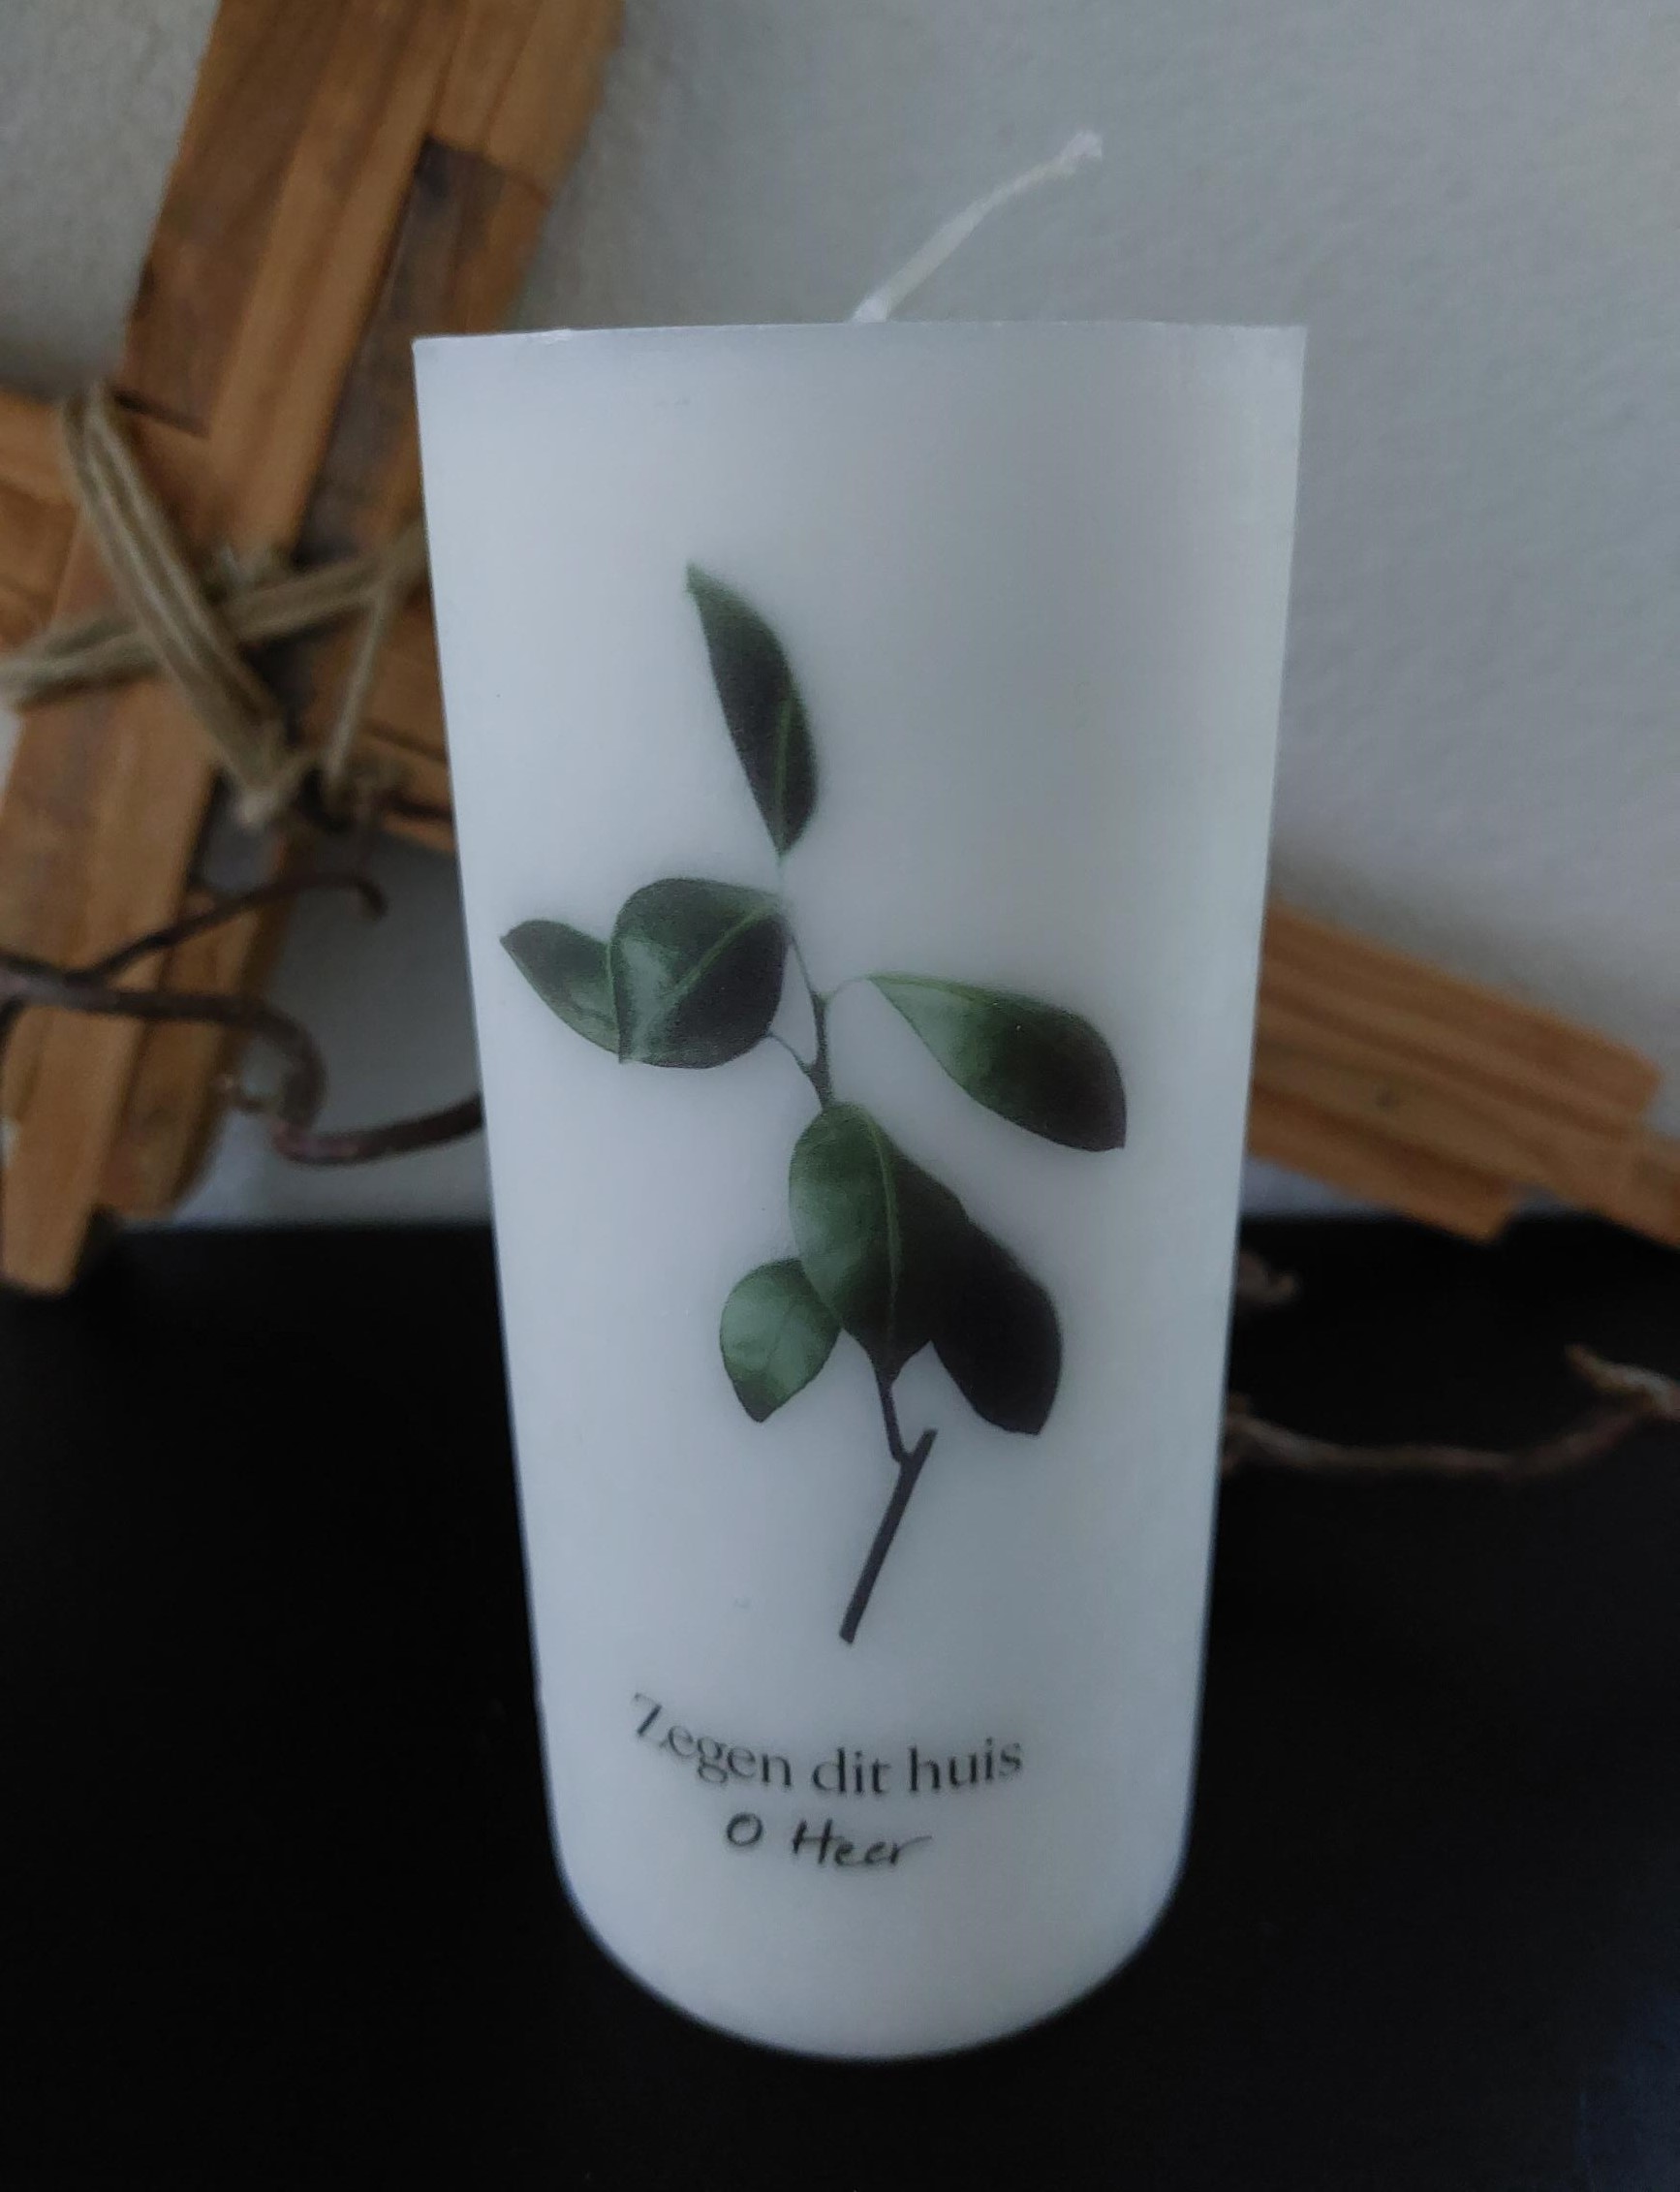 Zegen dit huis
O Heer